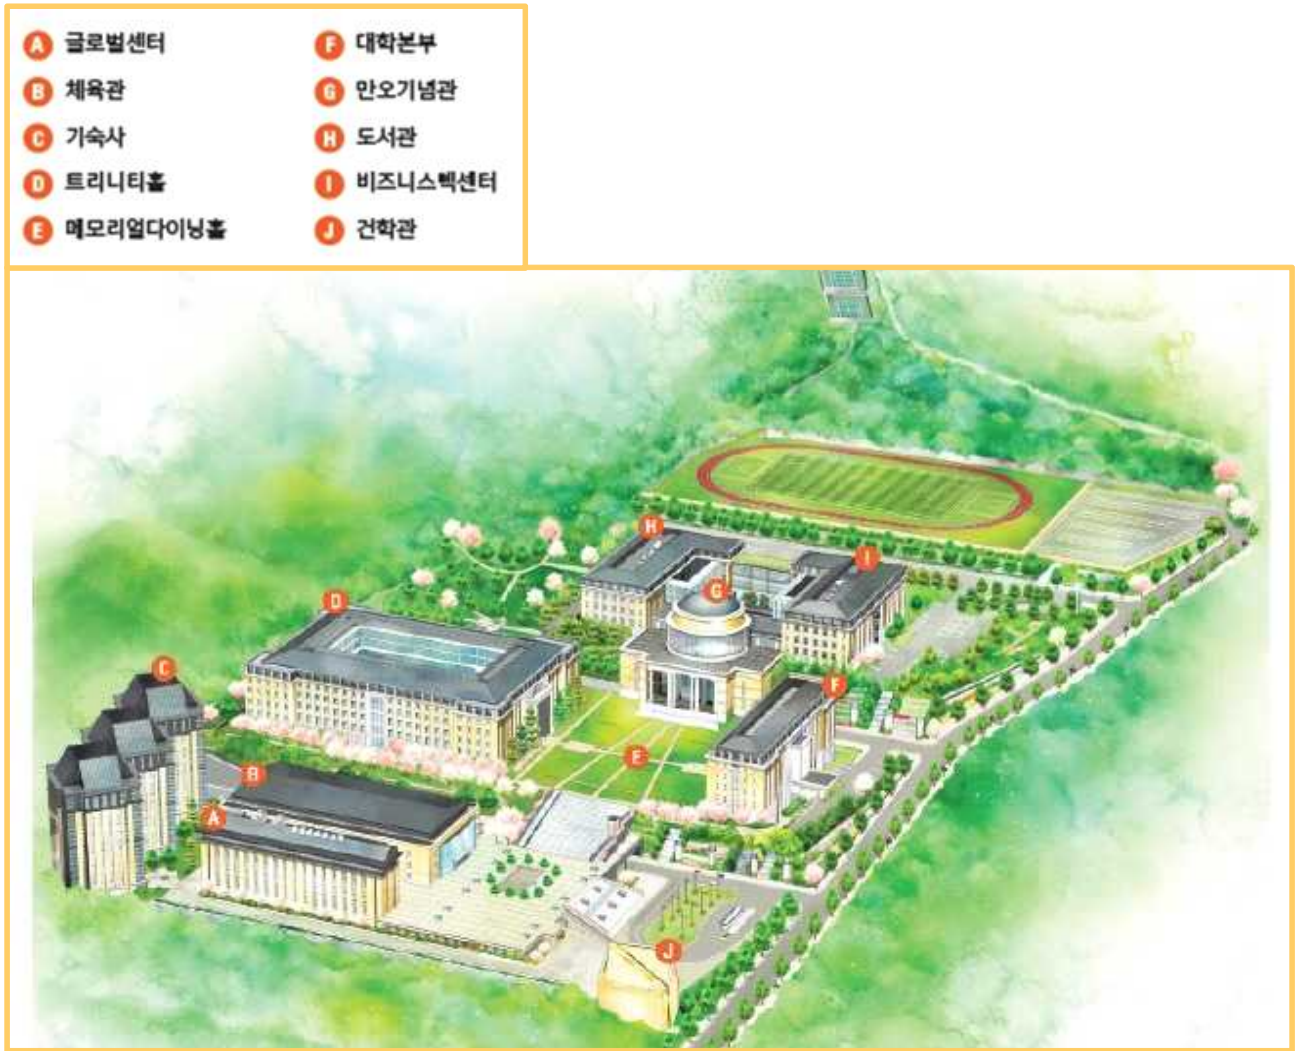 A 글로벌센터
B 체육관
C 기숙사
D 트리니티홀
E 메모리얼다이닝홀
F 대학본부
G 만오기념관
H 도서관
I 비즈니스텍센터
J 건학관
H
I
G
D
C
F
E
B
A
J